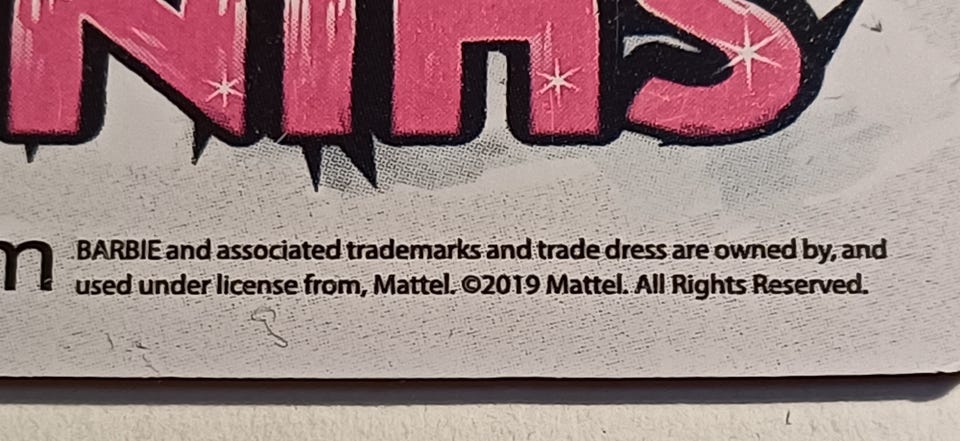 BARBIE and associated trademarks and trade dress are owned by, and
used under license from, Mattel. ©2019 Mattel. All Rights Reserved.